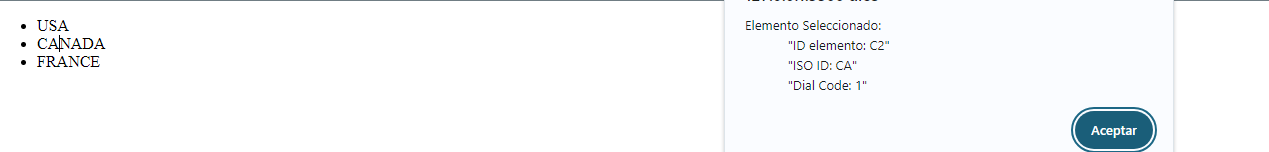 USA
CANADA
FRANCE
Elemento Seleccionado:
"ID elemento: C2"
"ISO ID: CA"
"Dial Code: 1"
Aceptar